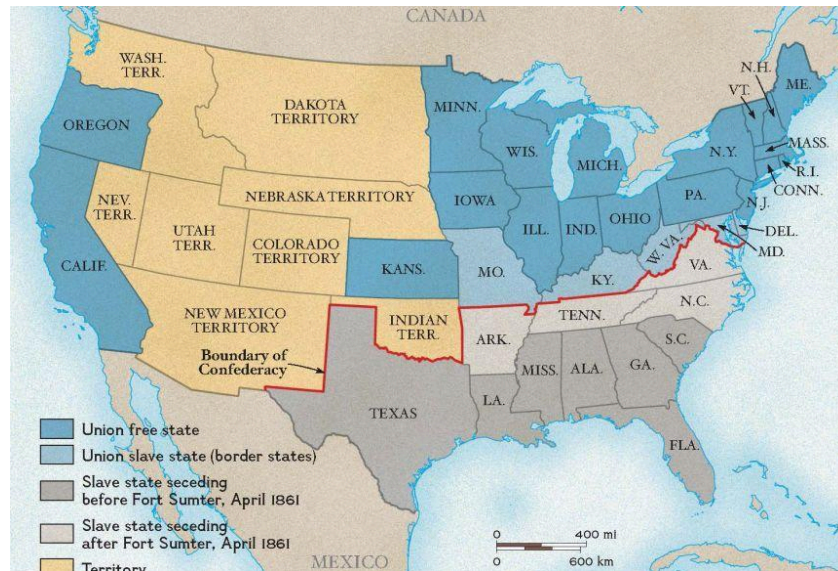 CANADA
WASH.
TERR.
OREGON
DAKOTA
TERRITORY
MINN.
WIS.
MICH.
N.H.
VT.
ME.
MASS.
N.Y.
R.I.
CONN.
NEV.
TERR.
NEBRASKA TERRITORY
IOWA
PA.
N.J.
UTAH
TERR.
COLORADO
TERRITORY
ILL.
IND.
OHIO
DEL.
MD.
W. VA.
CALIF.
KANS.
MO.
KY.
VA.
NEW MEXICO
TERRITORY
INDIAN
TERR.
TENN.
N.C.
ARK.
S.C.
Boundary of
Confederacy
MISS.
ALA.
GA.
TEXAS
LA.
FLA.
Union free state
Union slave state (border states)
Slave state seceding
before Fort Sumter, April 1861
Slave state seceding
after Fort Sumter, April 1861
Territory
0 400 mi
0 600 km
MEXICO